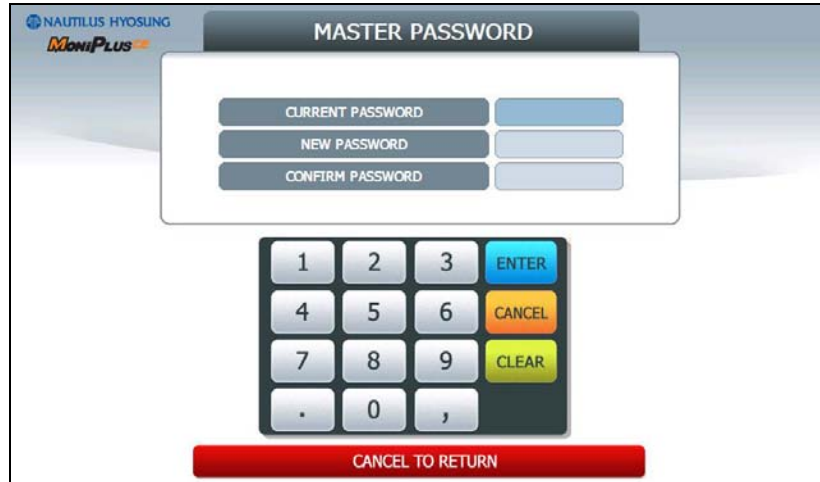 NAUTILUS HYOSUNG
MoniPlus CE
MASTER PASSWORD
CURRENT PASSWORD
NEW PASSWORD
CONFIRM PASSWORD
1 2 3 ENTER
4 5 6 CANCEL
7 8 9 CLEAR
. 0 ,
CANCEL TO RETURN